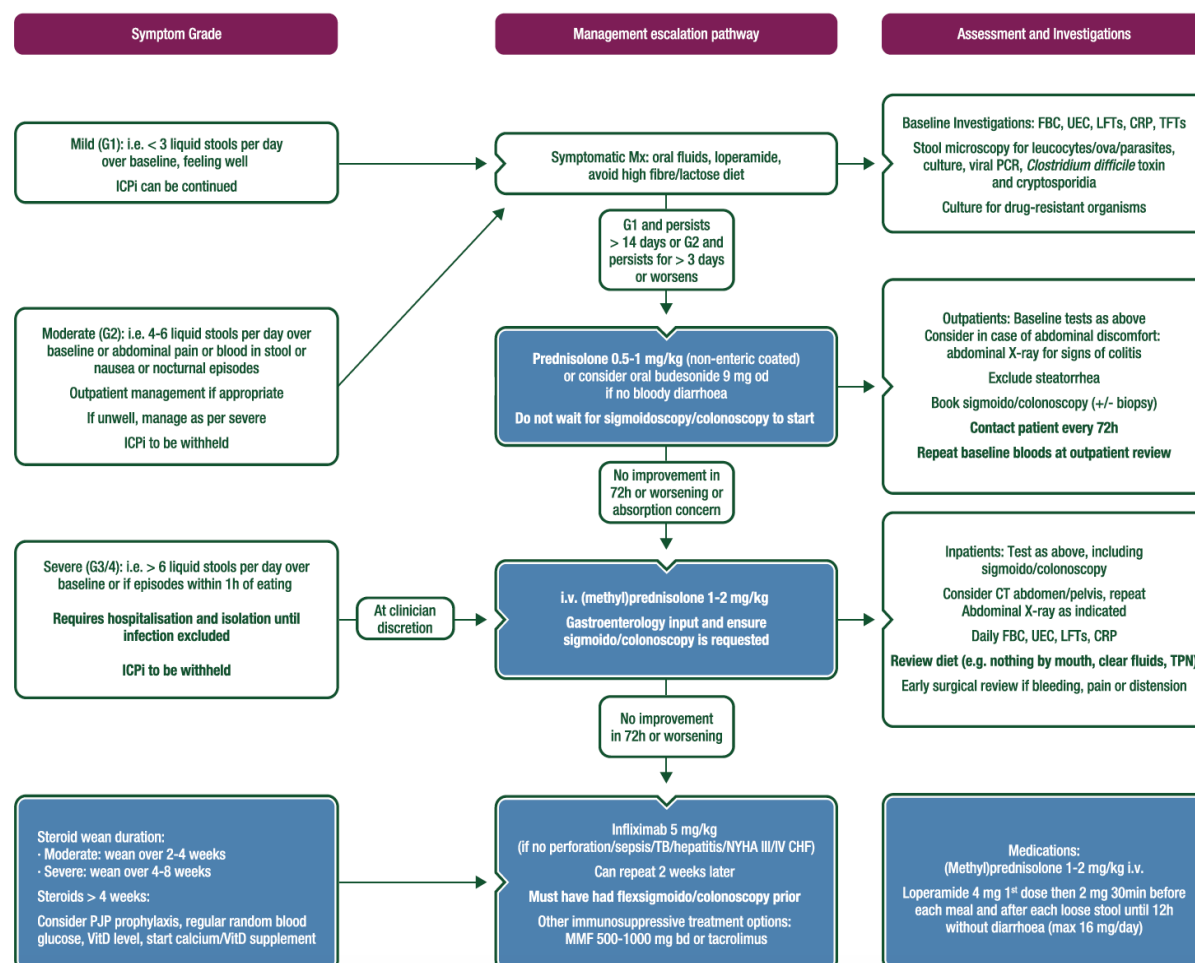 Symptom Grade
Management escalation pathway
Assessment and Investigations
Mild (G1): i.e. < 3 liquid stools per day
over baseline, feeling well
ICPi can be continued
Symptomatic Mx: oral fluids, loperamide,
avoid high fibre/lactose diet
Baseline Investigations: FBC, UEC, LFTs, CRP, TFTs
Stool microscopy for leucocytes/ova/parasites,
culture, viral PCR, Clostridium difficile toxin
and cryptosporidia
Culture for drug-resistant organisms
G1 and persists
> 14 days or G2 and
persists for > 3 days
or worsens
Moderate (G2): i.e. 4-6 liquid stools per day over
baseline or abdominal pain or blood in stool or
nausea or nocturnal episodes
Outpatient management if appropriate
If unwell, manage as per severe
ICPi to be withheld
Prednisolone 0.5-1 mg/kg (non-enteric coated)
or consider oral budesonide 9 mg od
if no bloody diarrhoea
Do not wait for sigmoidoscopy/colonoscopy to start
Outpatients: Baseline tests as above
Consider in case of abdominal discomfort:
abdominal X-ray for signs of colitis
Exclude steatorrhea
Book sigmoido/colonoscopy (+/- biopsy)
Contact patient every 72h
Repeat baseline bloods at outpatient review
No improvement in
72h or worsening or
absorption concern
Severe (G3/4): i.e. > 6 liquid stools per day over
baseline or if episodes within 1h of eating
Requires hospitalisation and isolation until
infection excluded
ICPi to be withheld
At clinician
discretion
i.v. (methyl)prednisolone 1-2 mg/kg
Gastroenterology input and ensure
sigmoido/colonoscopy is requested
Inpatients: Test as above, including
sigmoido/colonoscopy
Consider CT abdomen/pelvis, repeat
Abdominal X-ray as indicated
Daily FBC, UEC, LFTs, CRP
Review diet (e.g. nothing by mouth, clear fluids, TPN)
Early surgical review if bleeding, pain or distension
No improvement
in 72h or worsening
Steroid wean duration:
· Moderate: wean over 2-4 weeks
· Severe: wean over 4-8 weeks
Steroids > 4 weeks:
Consider PJP prophylaxis, regular random blood
glucose, VitD level, start calcium/VitD supplement
Infliximab 5 mg/kg
(if no perforation/sepsis/TB/hepatitis/NYHA III/IV CHF)
Can repeat 2 weeks later
Must have had flexsigmoido/colonoscopy prior
Other immunosuppressive treatment options:
MMF 500-1000 mg bd or tacrolimus
Medications:
(Methyl)prednisolone 1-2 mg/kg i.v.
Loperamide 4 mg 1st dose then 2 mg 30min before
each meal and after each loose stool until 12h
without diarrhoea (max 16 mg/day)